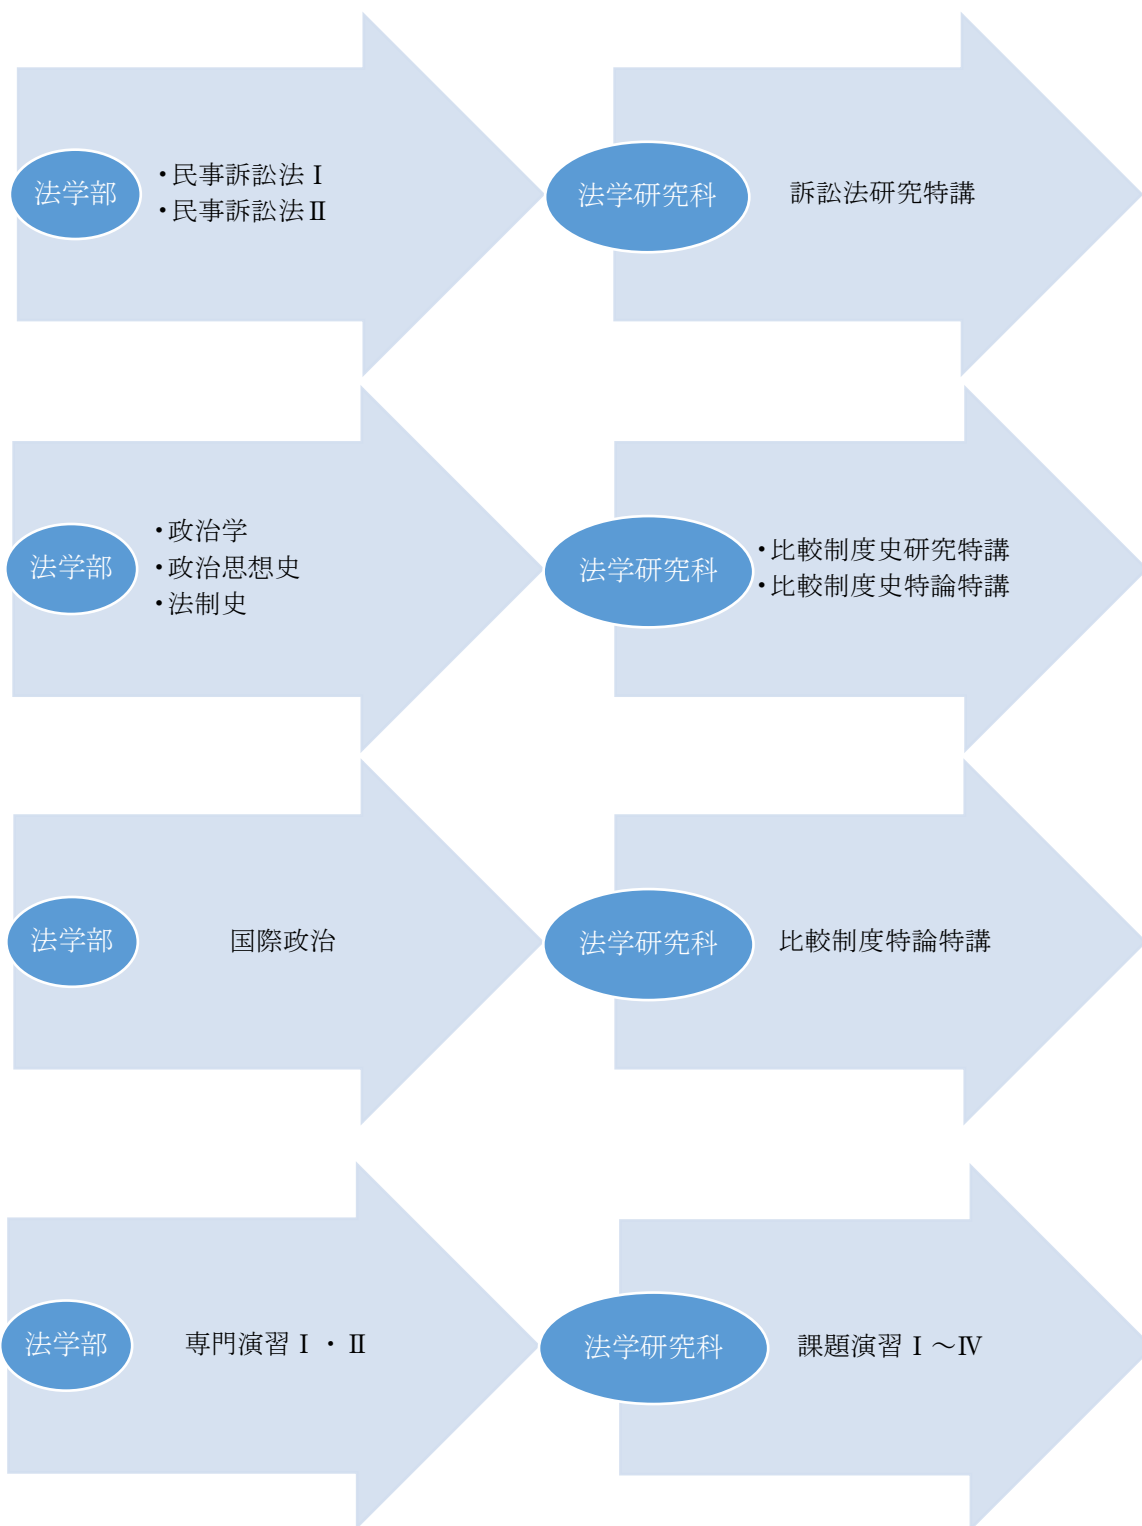 法学部
・民事訴訟法Ⅰ
・民事訴訟法Ⅱ
法学研究科
訴訟法研究特講
法学部
・政治学
・政治思想史
・法制史
法学研究科
・比較制度史研究特講
・比較制度史特論特講
法学部
国際政治
法学研究科
比較制度特論特講
法学部
専門演習Ⅰ・Ⅱ
法学研究科
課題演習Ⅰ～Ⅳ